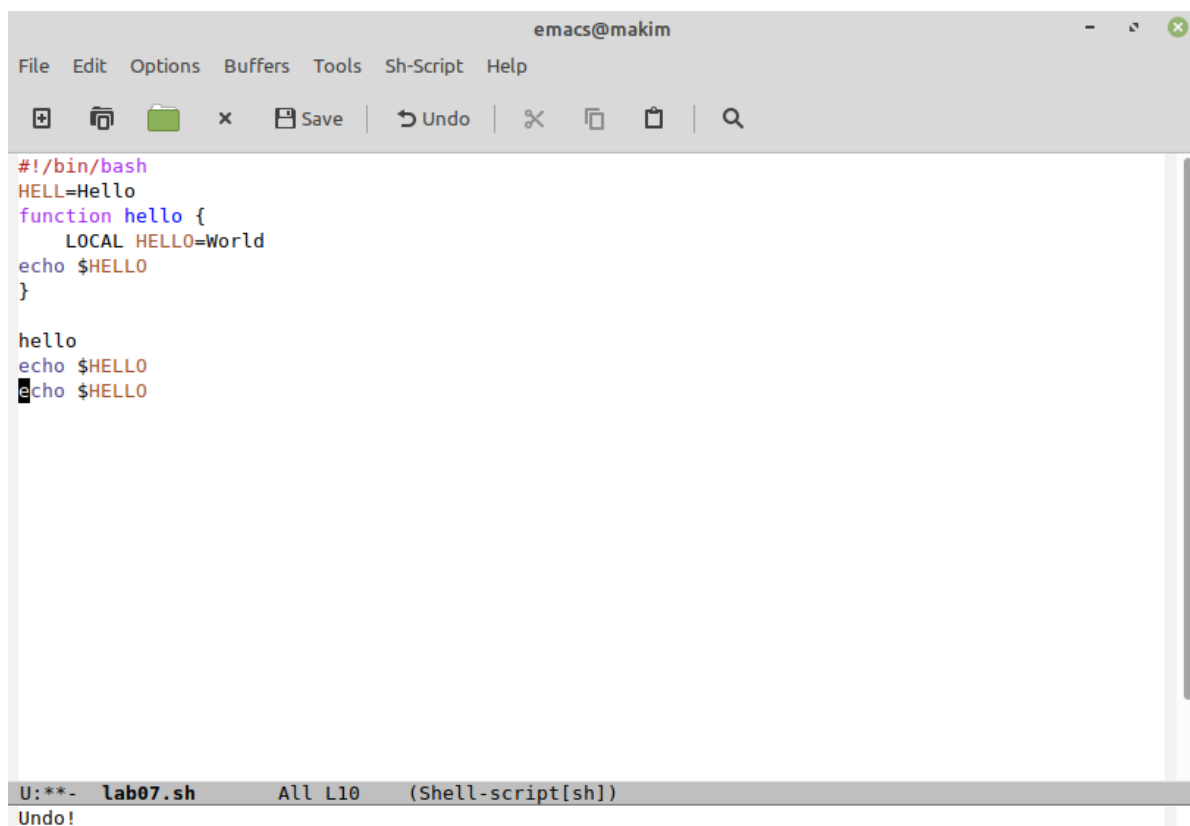 emacs@makim
File Edit Options Buffers Tools Sh-Script Help
Save Undo
#!/bin/bash
HELL=Hello
function hello {
    LOCAL HELLO=World
echo $HELLO
}
hello
echo $HELLO
echo $HELLO
U:**- lab07.sh All L10 (Shell-script[sh])
Undo!